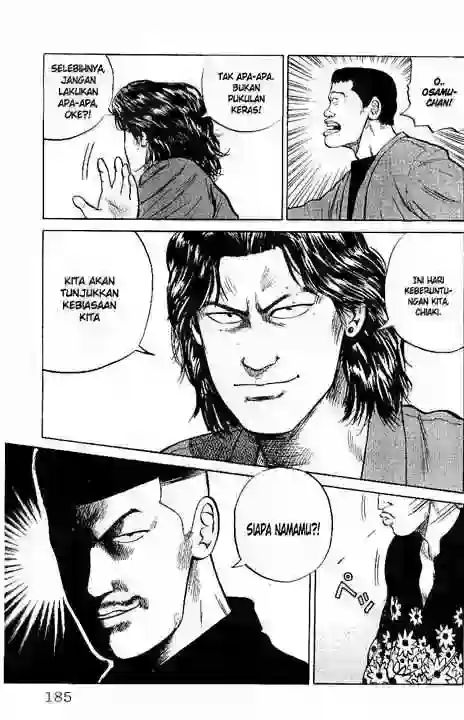 O..
OSAMU-
CHAN!
TAK APA-APA.
BUKAN
PUKULAN
KERAS!
SELEBIHNYA,
JANGAN
LAKUKAN
APA-APA,
OKE?!
INI HARI
KEBERUNTU-
NGAN KITA,
CHIAKI.
KITA AKAN
TUNJUKKAN
KEBIASAAN
KITA
ペッ
SIAPA NAMAMU?!
185